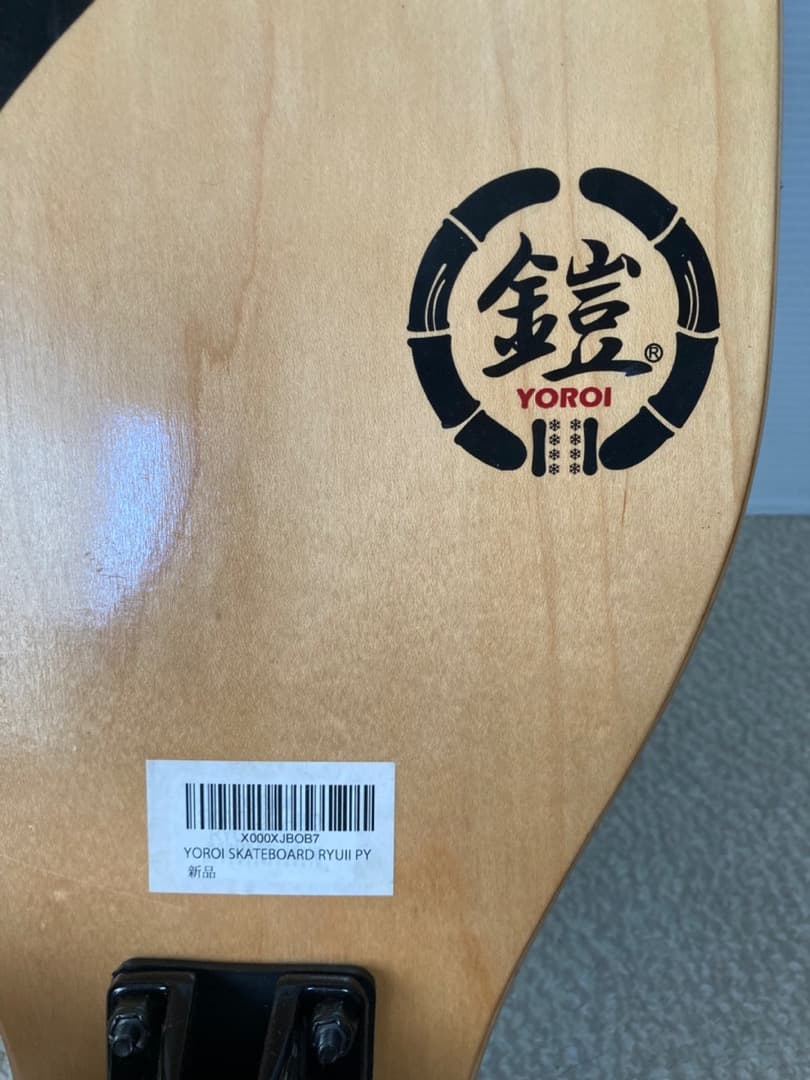 鎧®
YOROI
X000XJBOB7
YOROI SKATEBOARD RYUII PY
新品